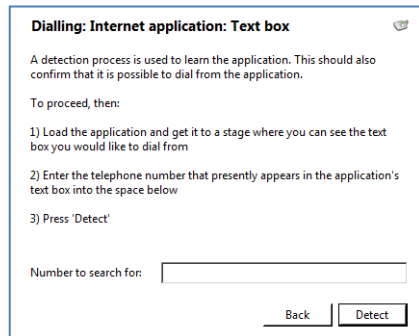 Dialling: Internet application: Text box
A detection process is used to learn the application. This should also
confirm that it is possible to dial from the application.
To proceed, then:
1) Load the application and get it to a stage where you can see the text
box you would like to dial from
2) Enter the telephone number that presently appears in the application's
text box into the space below
3) Press 'Detect'
Number to search for:
Back Detect